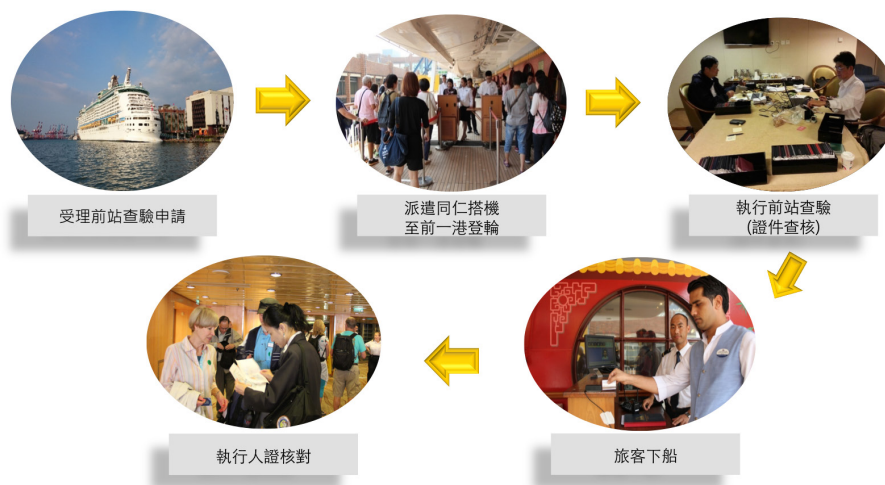 受理前站查驗申請
派遣同仁搭機
至前一港登輪
執行前站查驗
(證件查核)
旅客下船
執行人證核對